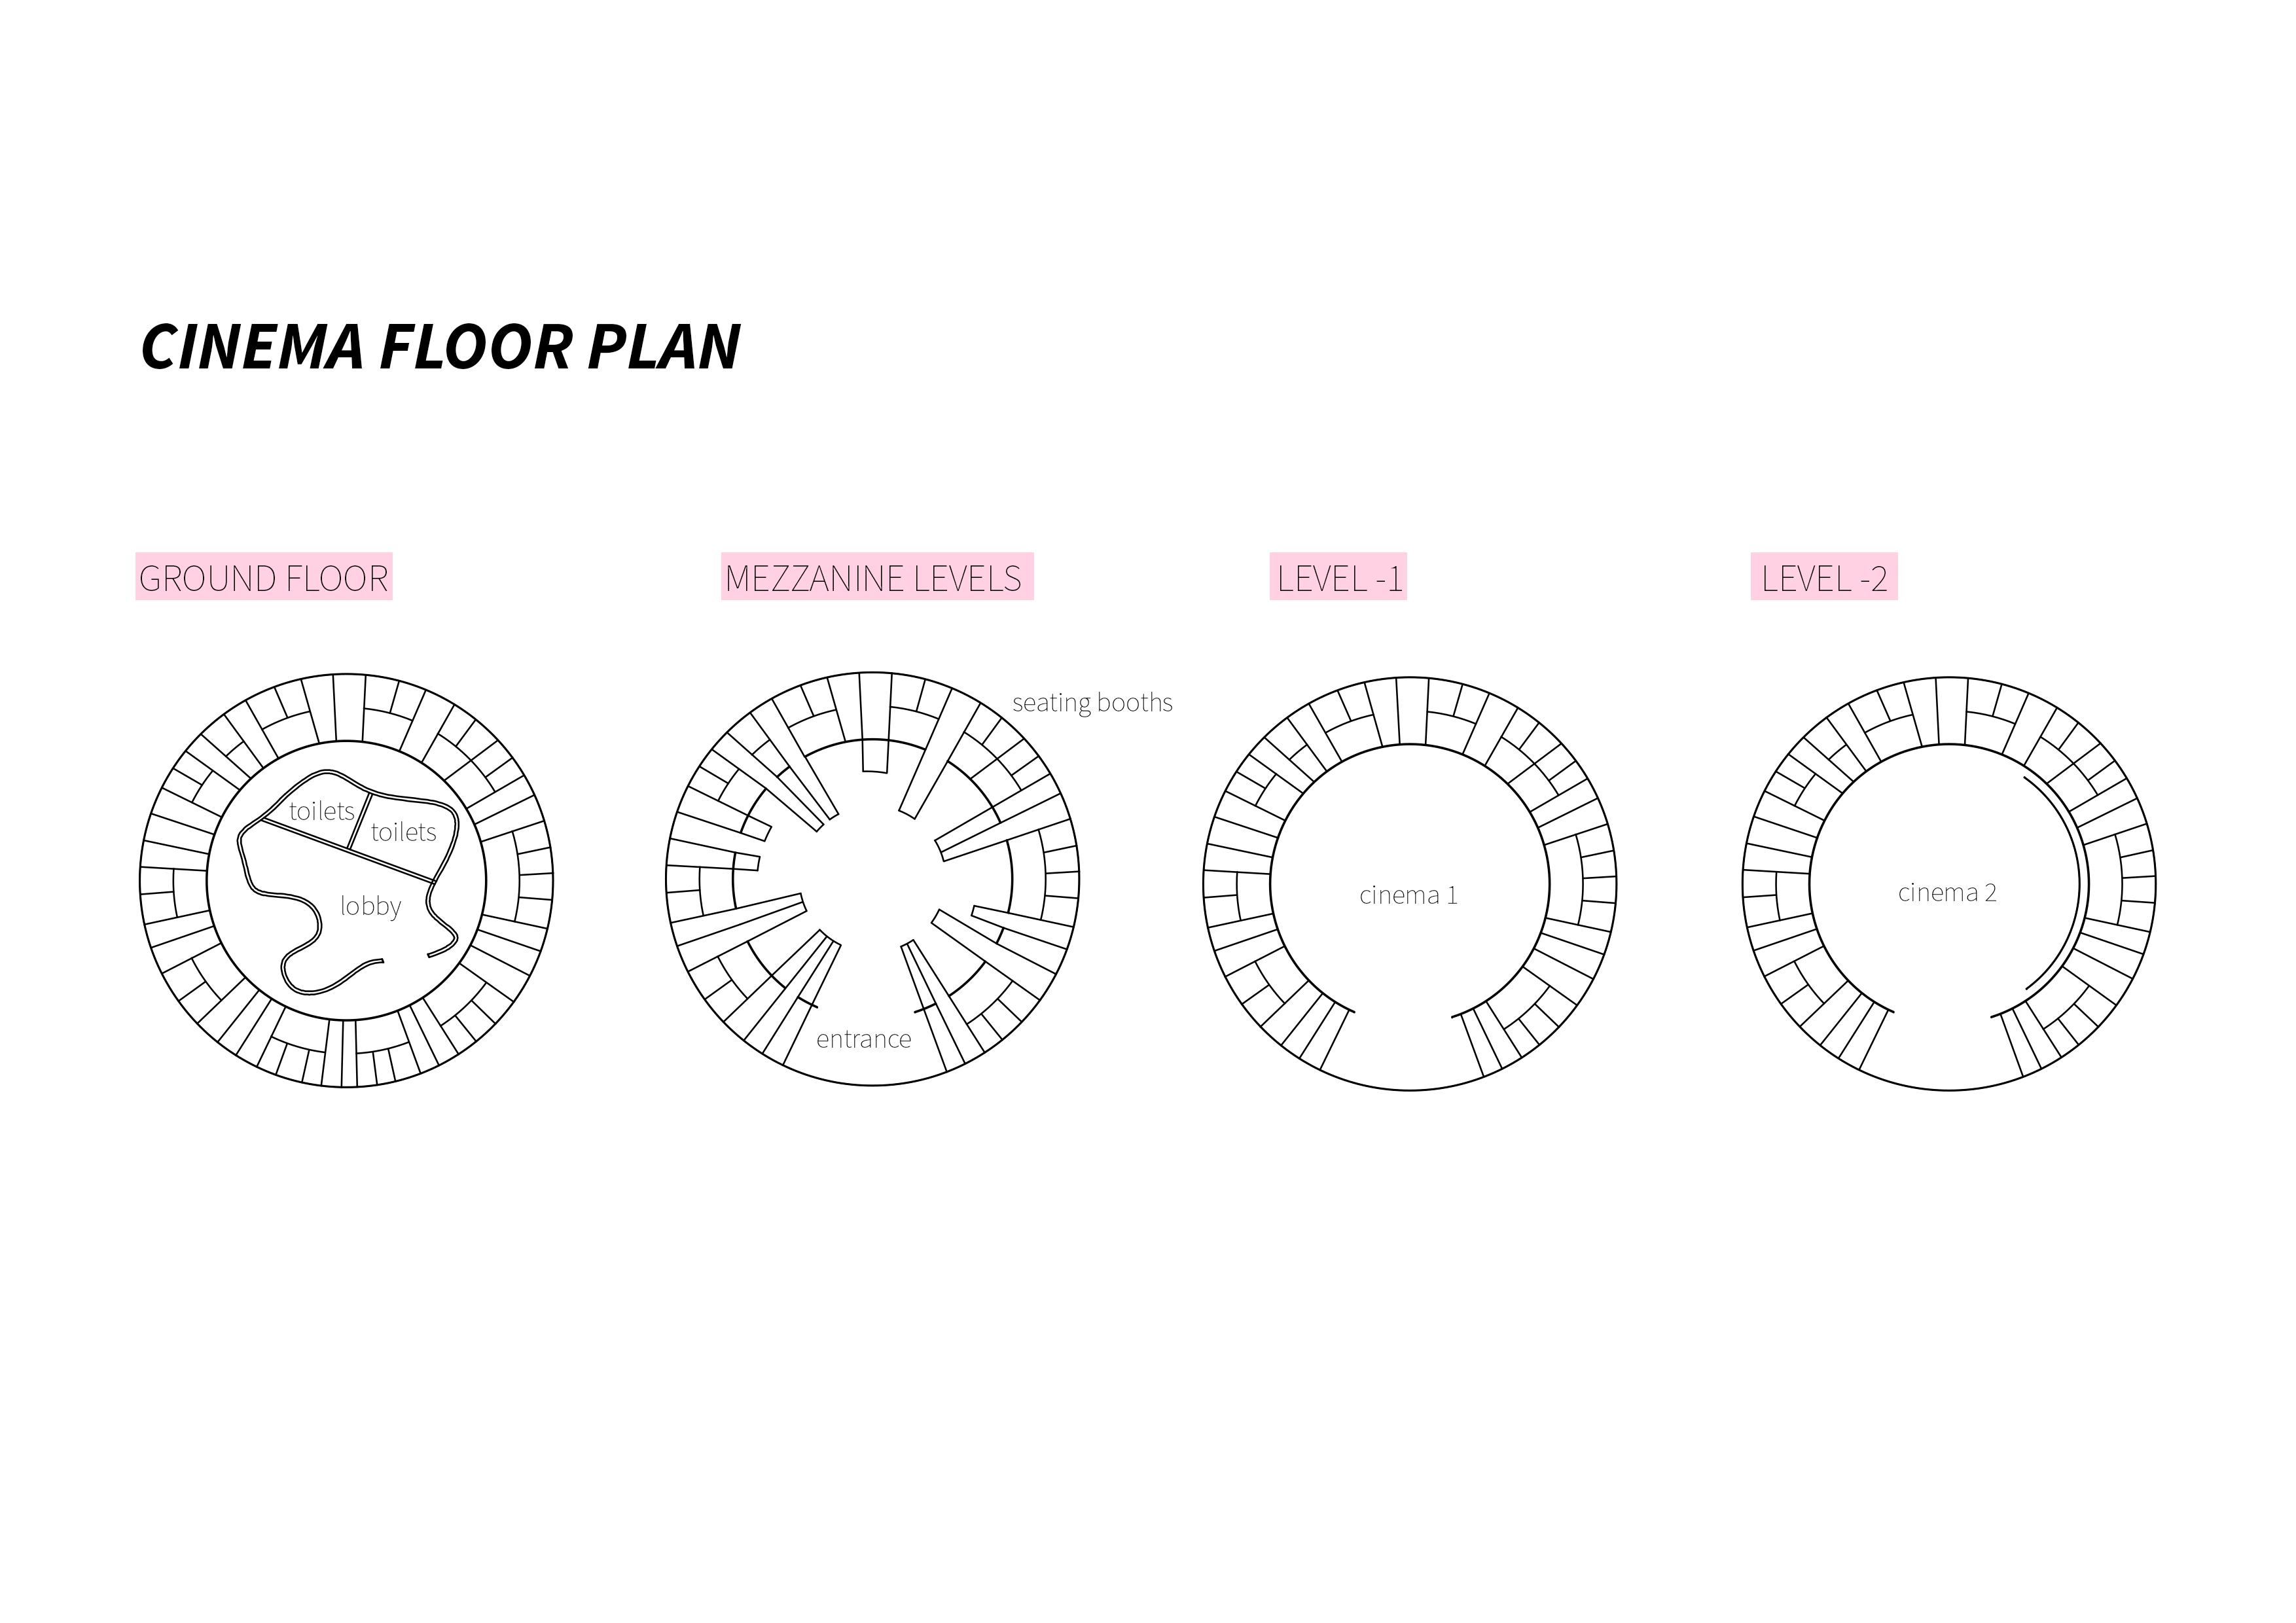 CINEMA FLOOR PLAN
GROUND FLOOR
MEZZANINE LEVELS
LEVEL -1
LEVEL -2
toilets
toilets
lobby
seating booths
entrance
cinema 1
cinema 2